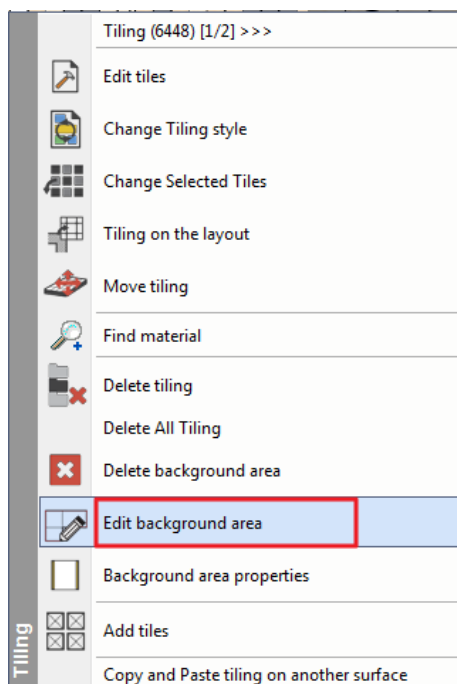 Tiling (6448) [1/2] >>>
Edit tiles
Change Tiling style
Change Selected Tiles
Tiling on the layout
Move tiling
Find material
Delete tiling
Delete All Tiling
Delete background area
Edit background area
Background area properties
Add tiles
Copy and Paste tiling on another surface
Tiling